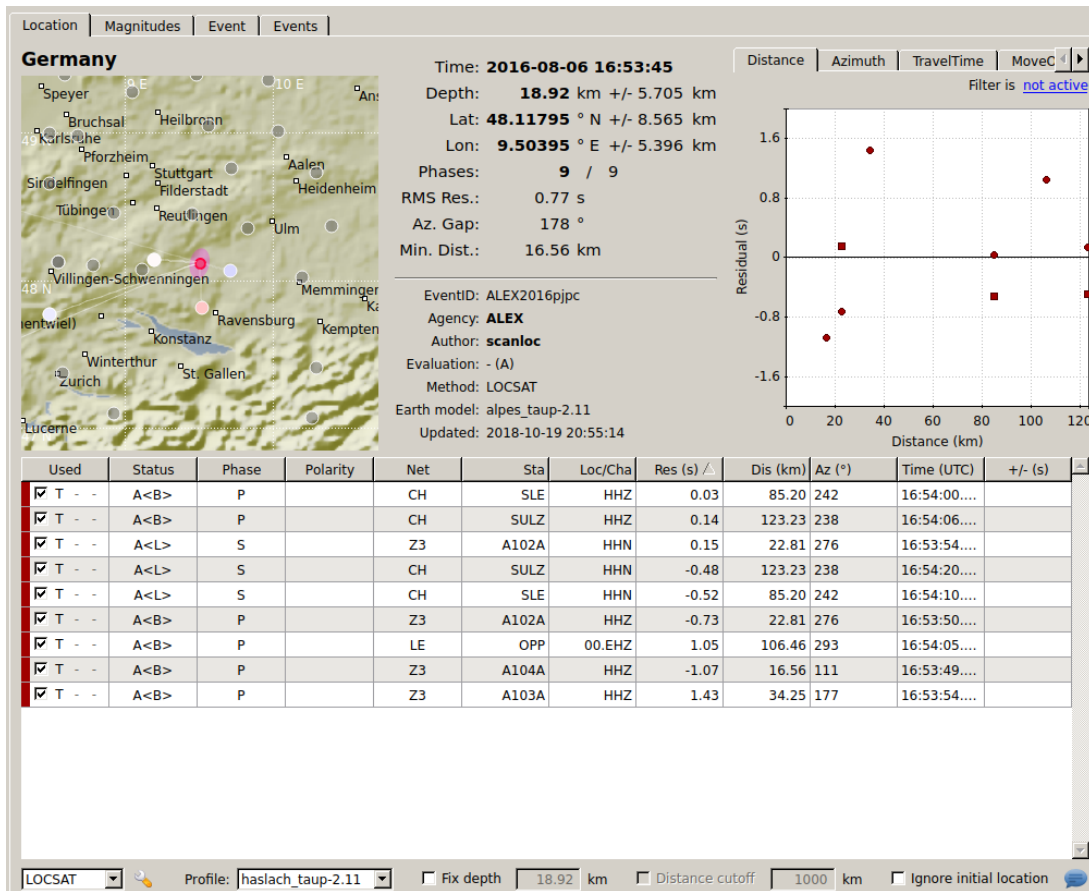 Location Magnitudes Event Events
Germany
9 E 10 E
Speyer
Bruchsal Heilbronn
Karlsruhe
Pforzheim
Stuttgart Aalen
Sindelfingen Filderstadt Heidenheim
Tübingen Reutlingen
Ulm
Villingen-Schwenningen
48 N Memmingen
Ravensburg Kempten
Konstanz
Winterthur
Zurich St. Gallen
Lucerne
Time: 2016-08-06 16:53:45
Depth: 18.92 km +/- 5.705 km
Lat: 48.11795 ° N +/- 8.565 km
Lon: 9.50395 ° E +/- 5.396 km
Phases: 9 / 9
RMS Res.: 0.77 s
Az. Gap: 178 °
Min. Dist.: 16.56 km
EventID: ALEX2016pjpc
Agency: ALEX
Author: scanloc
Evaluation: - (A)
Method: LOCSAT
Earth model: alpes_taup-2.11
Updated: 2018-10-19 20:55:14
Distance Azimuth TravelTime MoveO
Filter is not active
Residual (s)
1.6
0.8
0
-0.8
-1.6
0 20 40 60 80 100 120
Distance (km)
Used Status Phase Polarity Net Sta Loc/Cha Res (s) Dis (km) Az (°) Time (UTC) +/- (s)
T - - A<B> P CH SLE HHZ 0.03 85.20 242 16:54:00....
T - - A<B> P CH SULZ HHZ 0.14 123.23 238 16:54:06....
T - - A<L> S Z3 A102A HHN 0.15 22.81 276 16:53:54....
T - - A<L> S CH SULZ HHN -0.48 123.23 238 16:54:20....
T - - A<L> S CH SLE HHN -0.52 85.20 242 16:54:10....
T - - A<B> P Z3 A102A HHZ -0.73 22.81 276 16:53:50....
T - - A<B> P LE OPP 00.EHZ 1.05 106.46 293 16:54:05....
T - - A<B> P Z3 A104A HHZ -1.07 16.56 111 16:53:49....
T - - A<B> P Z3 A103A HHZ 1.43 34.25 177 16:53:54....
LOCSAT Profile: haslach_taup-2.11 Fix depth 18.92 km Distance cutoff 1000 km Ignore initial location